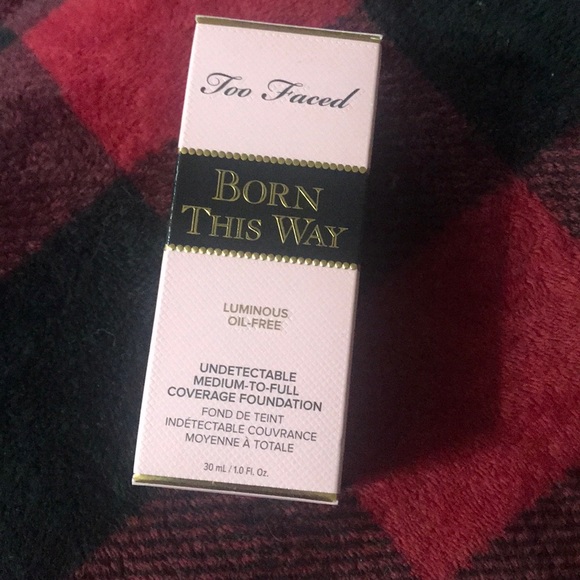 Too Faced
BORN
THIS WAY
LUMINOUS
OIL-FREE
UNDETECTABLE
MEDIUM-TO-FULL
COVERAGE FOUNDATION
FOND DE TEINT
INDÉTECTABLE COUVRANCE
MOYENNE À TOTALE
30 mL / 1.0 Fl. Oz.